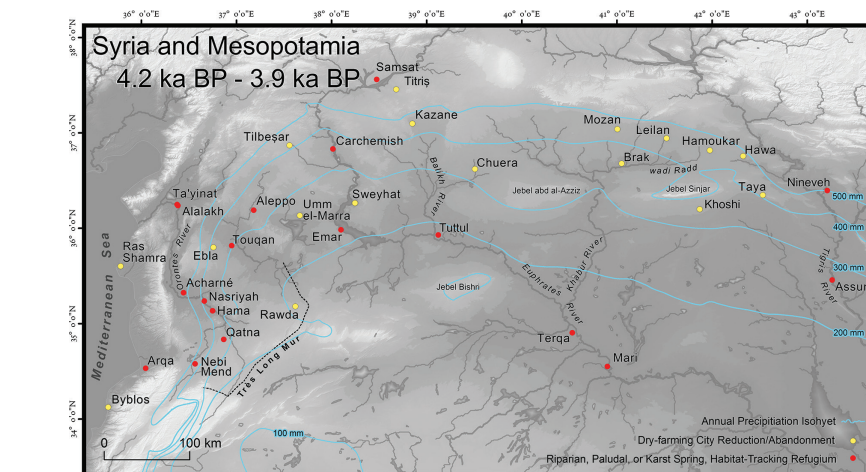 36° 0'0"E 37° 0'0"E 38° 0'0"E 39° 0'0"E 40° 0'0"E 41° 0'0"E 42° 0'0"E 43° 0'0"E
38° 0'0"N
Syria and Mesopotamia
4.2 ka BP - 3.9 ka BP
Samsat
Titriş
Kazane
37° 0'0"N
Tilbeşar
Carchemish
Mozan
Leilan
Hamoukar
Hawa
Brak
wadi Radd
Chuera
Balikh River
Jebel abd al-Azziz
Jebel Sinjar
Taya
Nineveh
500 mm
Khoshi
Ta'yinat
Alalakh
Aleppo
Umm
el-Marra
Sweyhat
Emar
Tuttul
400 mm
36° 0'0"N
Touqan
Ebla
Orontes River
Ras
Shamra
Mediterranean Sea
300 mm
Tigris River
Assur
Khabur River
Euphrates River
Jebel Bishri
Acharné
Nasriyah
Hama
Rawda
35° 0'0"N
Qatna
Très Long Mur
200 mm
Terqa
Mari
Arqa
Nebi
Mend
Byblos
34° 0'0"N
100 mm
0 100 km
Annual Precipitation Isohyet
Dry-farming City Reduction/Abandonment
Riparian, Paludal, or Karst Spring, Habitat-Tracking Refugium